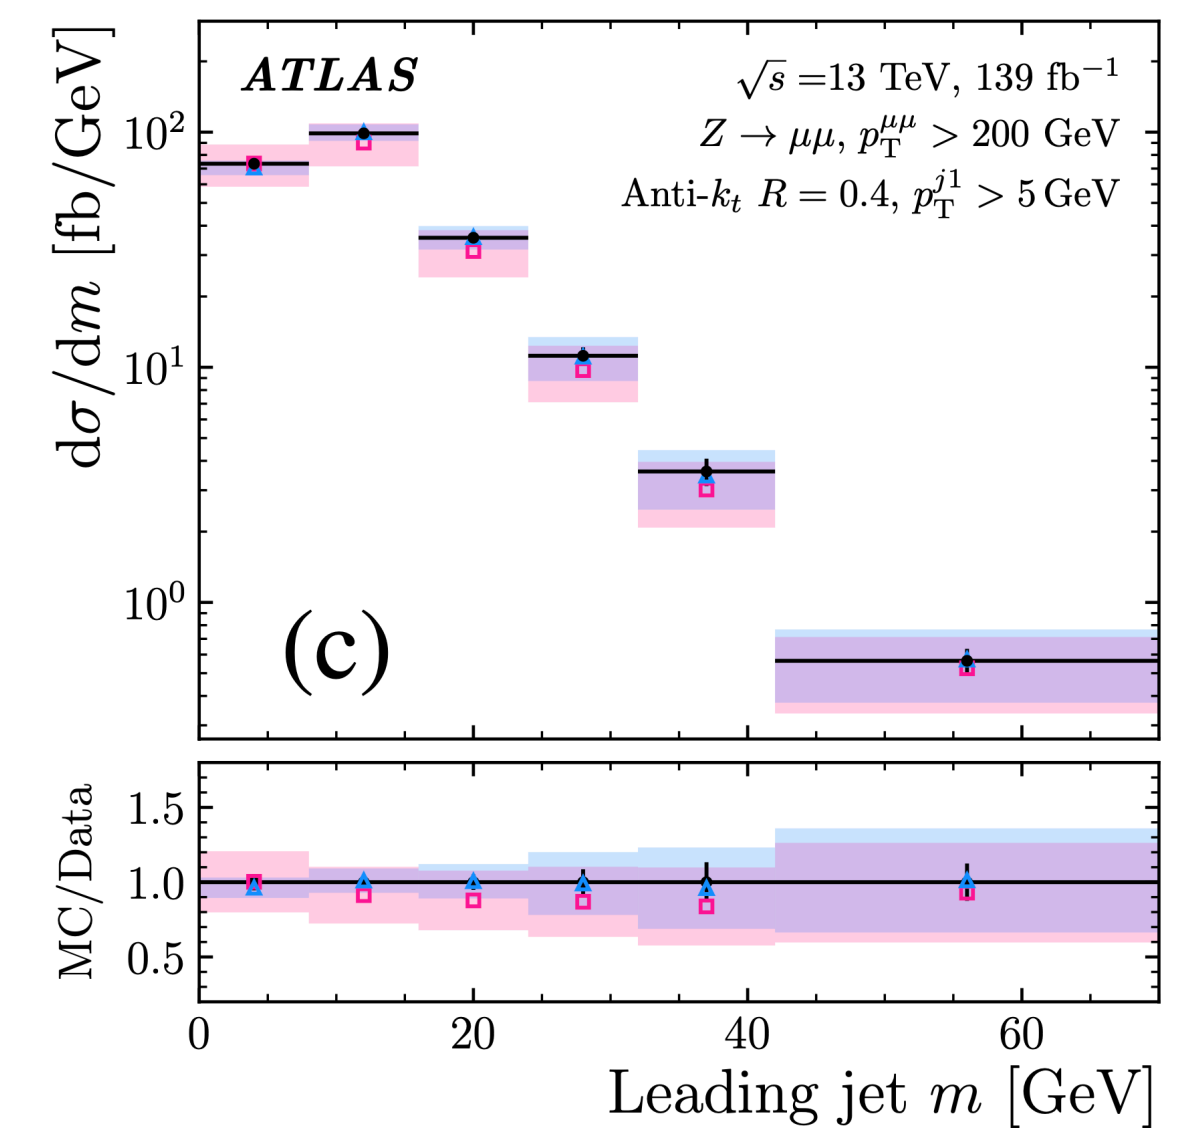 ATLAS
√s =13 TeV, 139 fb⁻¹
Z → μμ, p_T^{μμ} > 200 GeV
Anti-k_t R = 0.4, p_T^{j1} > 5 GeV
dσ/dm [fb/GeV]
10²
10¹
10⁰
(c)
MC/Data
1.5
1.0
0.5
0 20 40 60
Leading jet m [GeV]